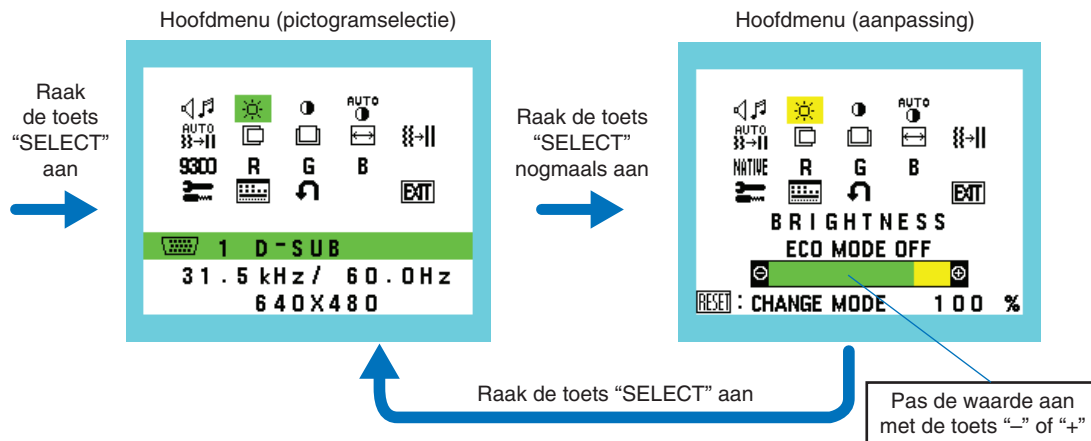 Hoofdmenu (pictogramselectie)
Hoofdmenu (aanpassing)
Raak
de toets
“SELECT”
aan
AUTO
AUTO
9300 R G B
EXIT
1 D-SUB
31.5 kHz/ 60.0Hz
640X480
Raak de toets
“SELECT”
nogmaals aan
AUTO
AUTO
NATIVE R G B
EXIT
BRIGHTNESS
ECO MODE OFF
RESET : CHANGE MODE 100 %
Raak de toets “SELECT” aan
Pas de waarde aan
met de toets “–” of “+”